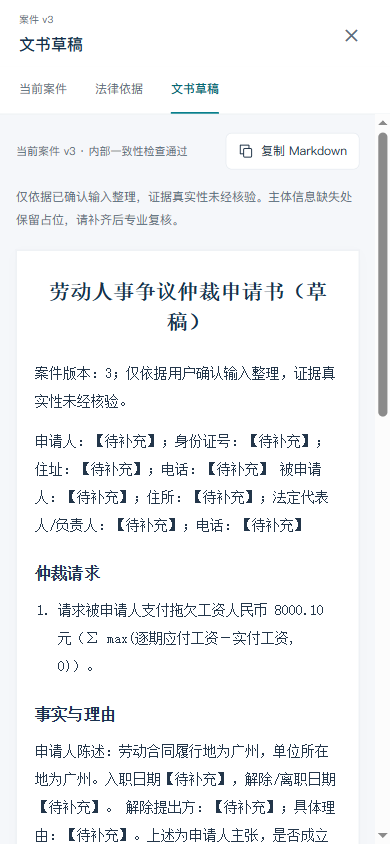 案件 v3
文书草稿
当前案件 法律依据 文书草稿
当前案件 v3 · 内部一致性检查通过
复制 Markdown
仅依据已确认输入整理，证据真实性未经核验。主体信息缺失处
保留占位，请补齐后专业复核。
劳动人事争议仲裁申请书（草
稿）
案件版本：3；仅依据用户确认输入整理，证据真
实性未经核验。
申请人：【待补充】；身份证号：【待补充】；
住址：【待补充】；电话：【待补充】 被申请
人：【待补充】；住所：【待补充】；法定代表
人/负责人：【待补充】；电话：【待补充】
仲裁请求
1. 请求被申请人支付拖欠工资人民币 8000.10
元（Σ max(逐期应付工资－实付工资,
0)）。
事实与理由
申请人陈述：劳动合同履行地为广州，单位所在
地为广州。入职日期【待补充】，解除/离职日期
【待补充】。 解除提出方：【待补充】；具体理
由：【待补充】。上述为申请人主张，是否成立